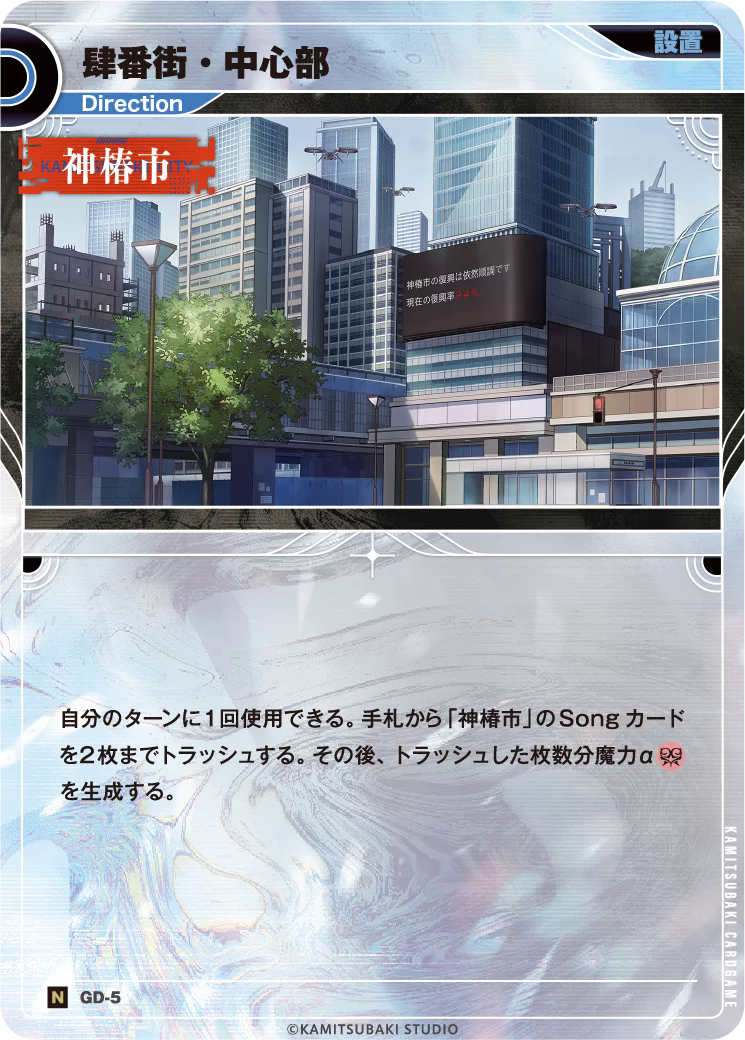 肆番街・中心部
設置
Direction
神椿市
神椿市の復興は依然順調です
現在の復興率
自分のターンに1回使用できる。手札から「神椿市」のSong カード
を2枚までトラッシュする。その後、トラッシュした枚数分魔力α
を生成する。
KAMITSUBAKI CARDGAME
N GD-5
©KAMITSUBAKI STUDIO